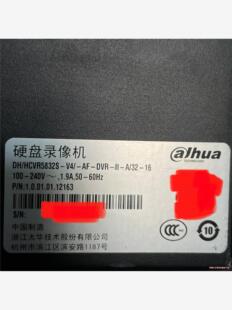 硬盘录像机
alhua
DH/HCVR5832S-V4/-AF-DVR-II-A/32-16
100-240V～,1.9A,50-60Hz
P/N:1.0.01.01.12163
S/N:
中国制造
浙江大华技术股份有限公司
杭州市滨江区滨安路1187号
CCC
10